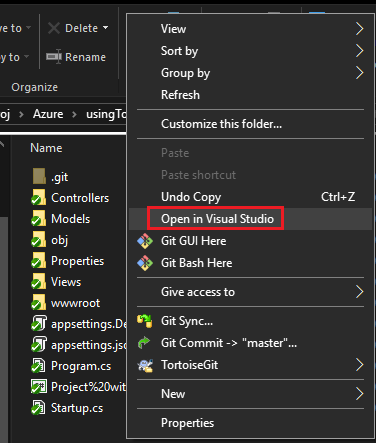 ve to
Delete
y to
Rename
Organize
oj > Azure > usingTo
Name
.git
Controllers
Models
obj
Properties
Views
wwwroot
appsettings.De
appsettings.jsc
Program.cs
Project%20wit
Startup.cs
View
Sort by
Group by
Refresh
Customize this folder...
Paste
Paste shortcut
Undo Copy Ctrl+Z
Open in Visual Studio
Git GUI Here
Git Bash Here
Give access to
Git Sync...
Git Commit -> "master"...
TortoiseGit
New
Properties